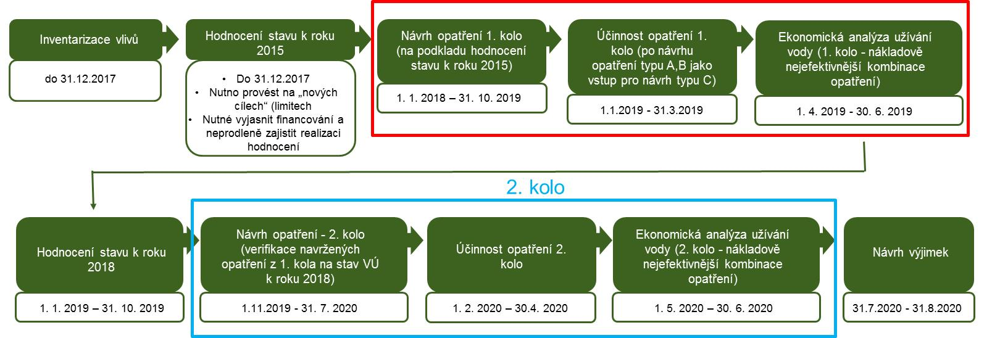 Inventarizace vlivů
do 31.12.2017
Hodnocení stavu k roku
2015
• Do 31.12.2017
• Nutno provést na „nových
cílech“ (limitech
• Nutné vyjasnit financování a
neprodleně zajistit realizaci
hodnocení
Návrh opatření 1. kolo
(na podkladu hodnocení
stavu k roku 2015)
1. 1. 2018 – 31. 10. 2019
Účinnost opatření 1.
kolo (po návrhu
opatření typu A,B jako
vstup pro návrh typu C)
1.1.2019 - 31.3.2019
Ekonomická analýza užívání
vody (1. kolo - nákladově
nejefektivnější kombinace
opatření)
1. 4. 2019 - 30. 6. 2019
2. kolo
Hodnocení stavu k roku
2018
1. 1. 2019 – 31. 10. 2019
Návrh opatření - 2. kolo
(verifikace navržených
opatření z 1. kola na stav VÚ
k roku 2018)
1.11.2019 - 31. 7. 2020
Účinnost opatření 2.
kolo
1. 2. 2020 – 30.4. 2020
Ekonomická analýza užívání
vody (2. kolo - nákladově
nejefektivnější kombinace
opatření)
1. 5. 2020 – 30. 6. 2020
Návrh výjimek
31.7.2020 - 31.8.2020